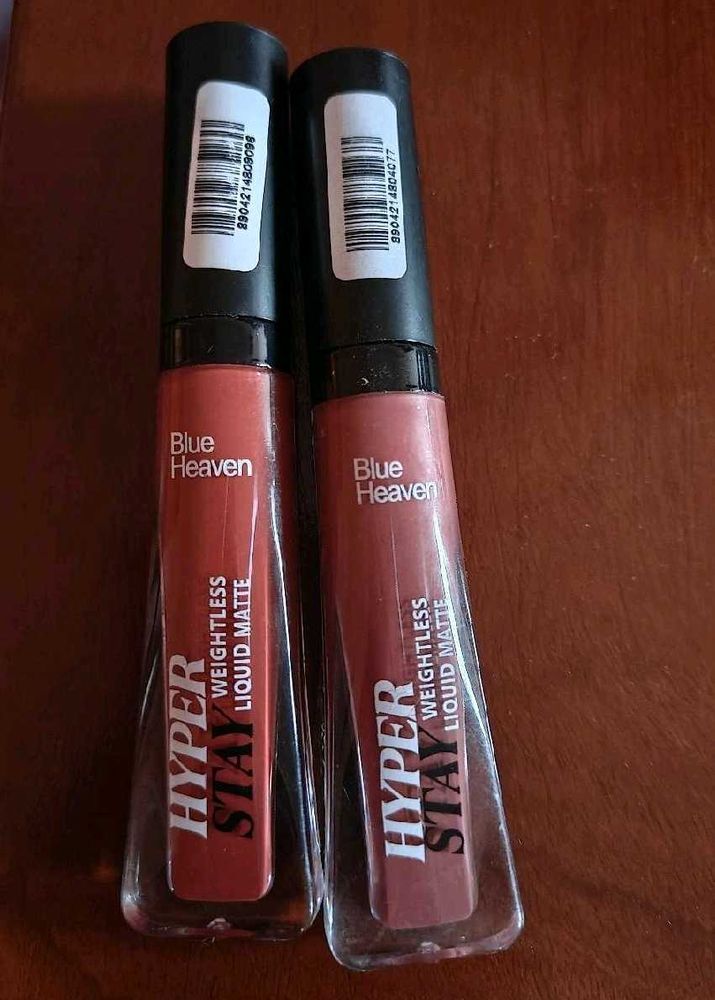 8904214809098
Blue
Heaven
HYPER
STAY
WEIGHTLESS
LIQUID MATTE
8904214804077
Blue
Heaven
HYPER
STAY
WEIGHTLESS
LIQUID MATTE